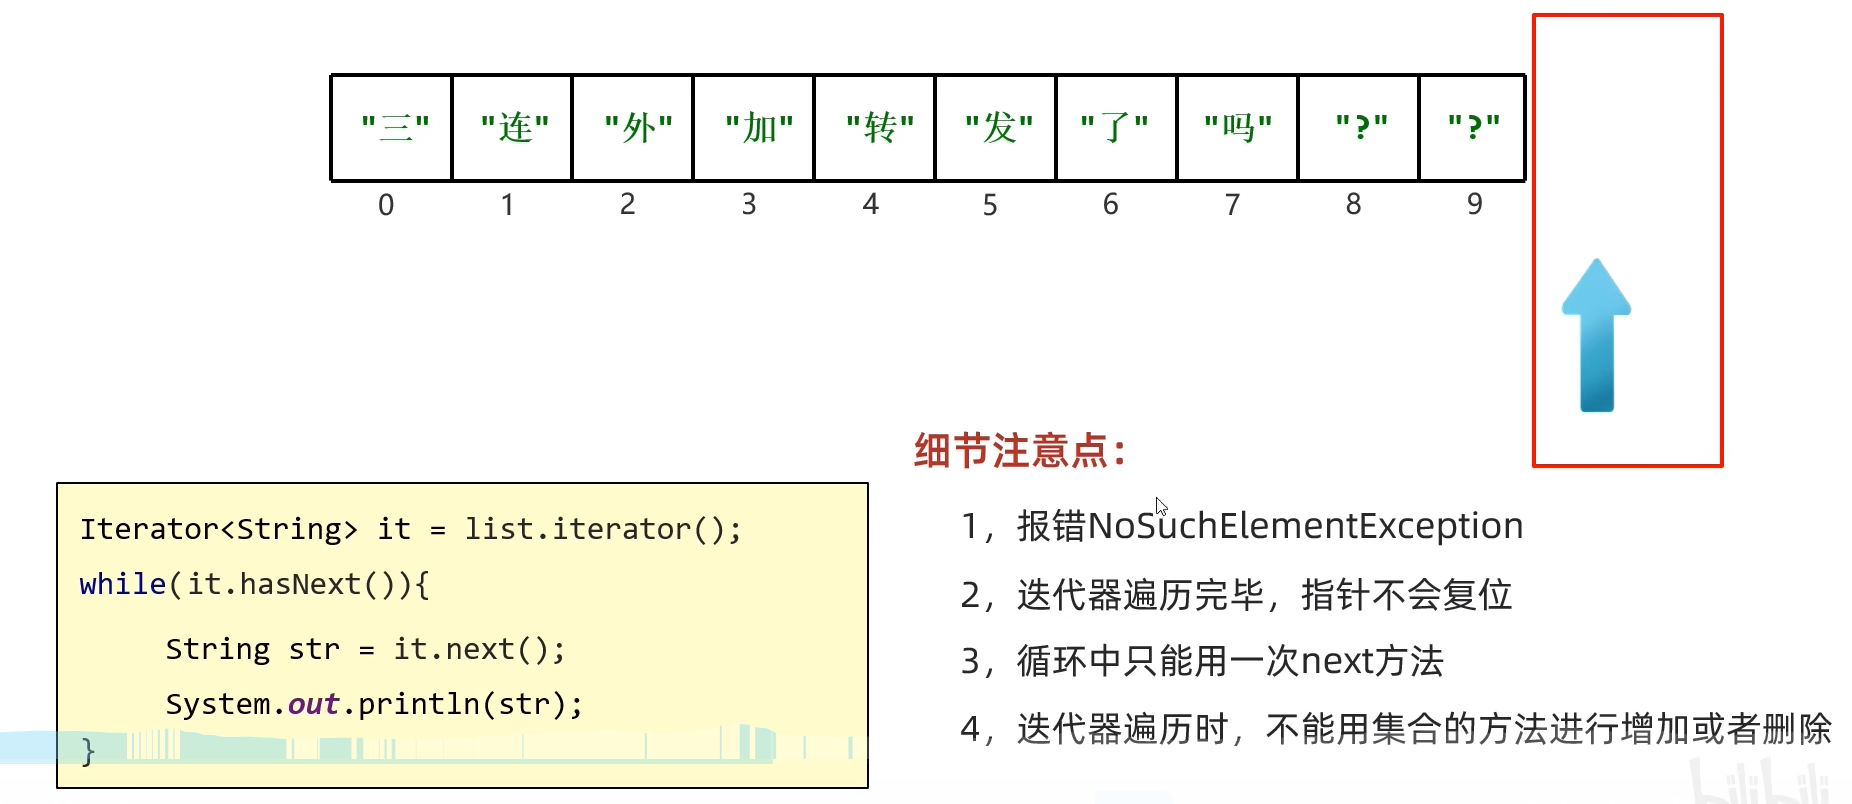 "三" "连" "外" "加" "转" "发" "了" "吗" "?" "?"
0 1 2 3 4 5 6 7 8 9
细节注意点：
Iterator<String> it = list.iterator();
while(it.hasNext()){
String str = it.next();
System.out.println(str);
}
1，报错NoSuchElementException
2，迭代器遍历完毕，指针不会复位
3，循环中只能用一次next方法
4，迭代器遍历时，不能用集合的方法进行增加或者删除
bilibili